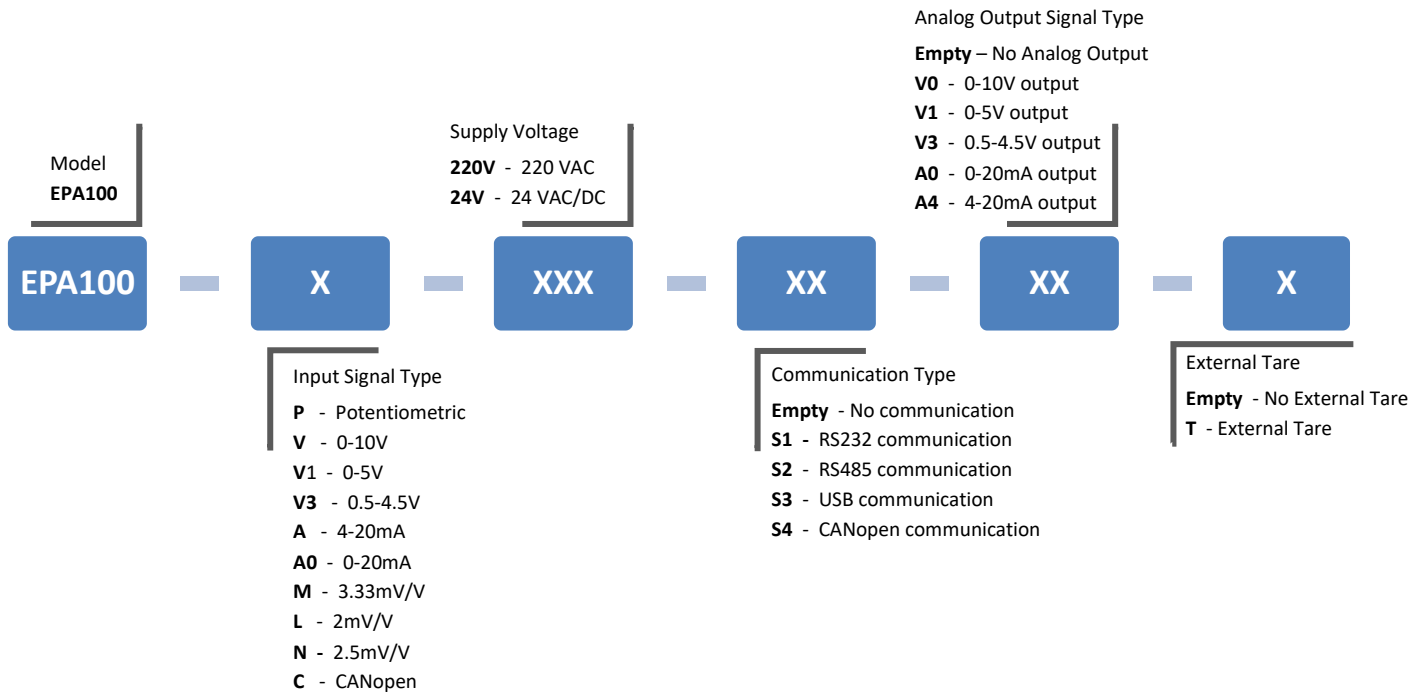 Analog Output Signal Type
Empty – No Analog Output
V0 - 0-10V output
V1 - 0-5V output
V3 - 0.5-4.5V output
A0 - 0-20mA output
A4 - 4-20mA output
Supply Voltage
220V - 220 VAC
24V - 24 VAC/DC
Model
EPA100
EPA100 X XXX XX XX X
Input Signal Type
P - Potentiometric
V - 0-10V
V1 - 0-5V
V3 - 0.5-4.5V
A - 4-20mA
A0 - 0-20mA
M - 3.33mV/V
L - 2mV/V
N - 2.5mV/V
C - CANopen
Communication Type
Empty - No communication
S1 - RS232 communication
S2 - RS485 communication
S3 - USB communication
S4 - CANopen communication
External Tare
Empty - No External Tare
T - External Tare